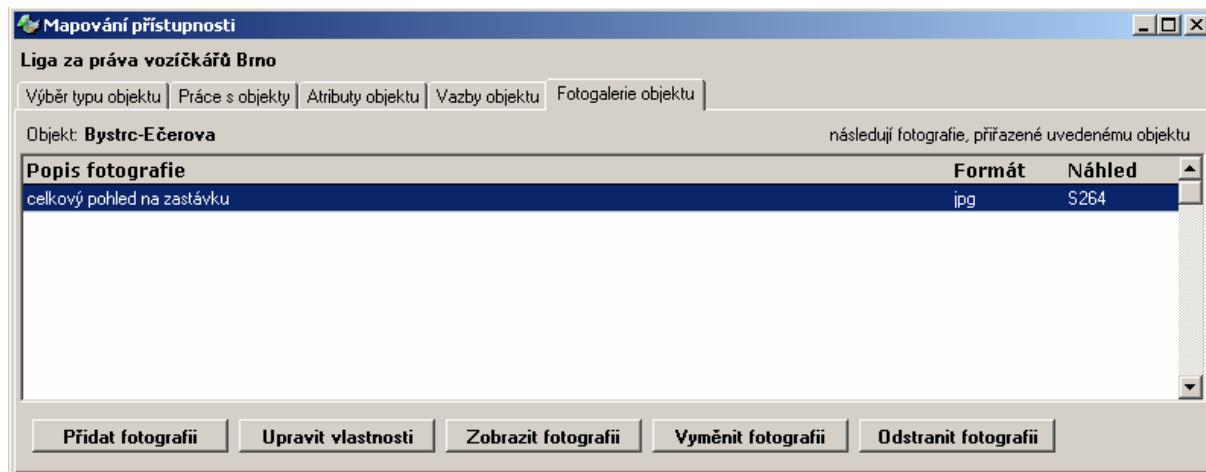 Mapování přístupnosti
Liga za práva vozíčkářů Brno
Výběr typu objektu Práce s objekty Atributy objektu Vazby objektu Fotogalerie objektu
Objekt: Bystrc-Ečerova následují fotografie, přiřazené uvedenému objektu
Popis fotografie Formát Náhled
celkový pohled na zastávku jpg S264
Přidat fotografii Upravit vlastnosti Zobrazit fotografii Vyměnit fotografii Odstranit fotografii